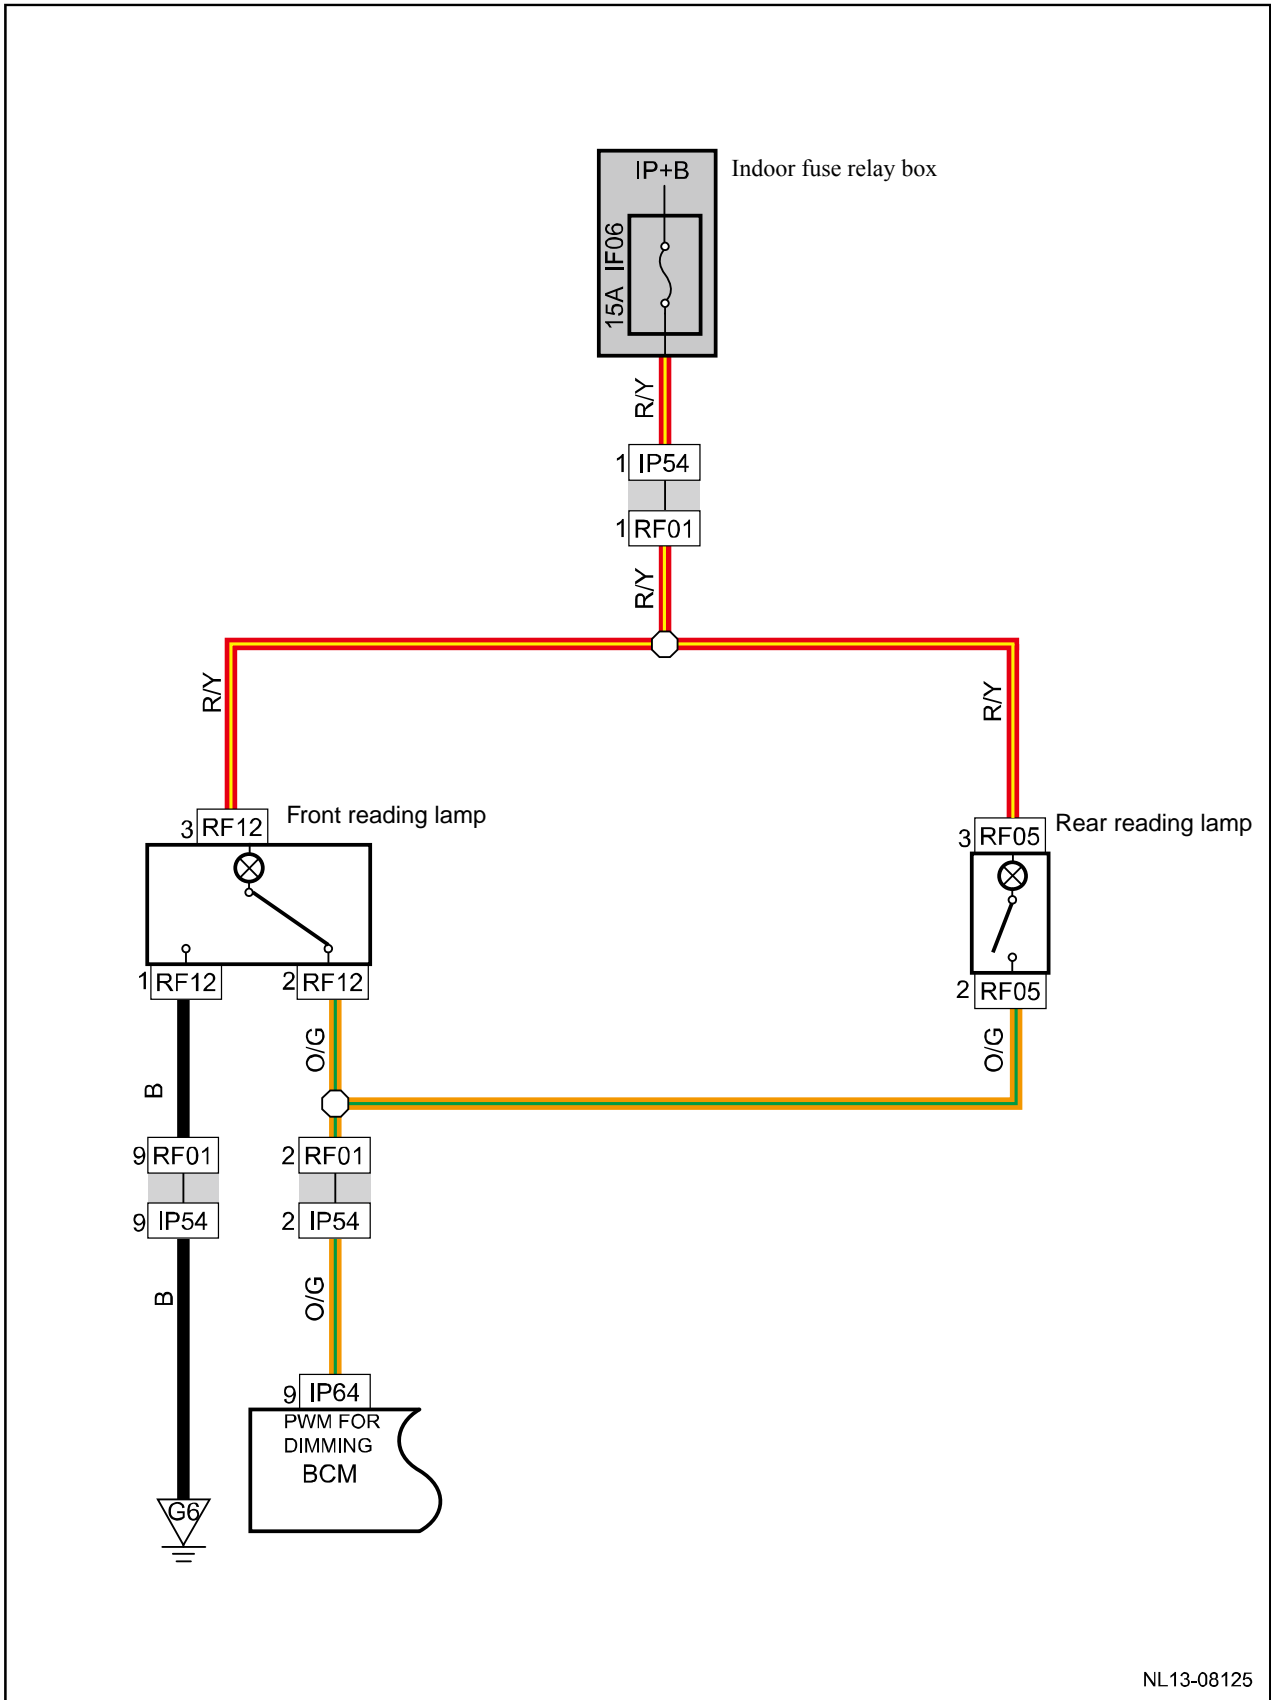 IP+B
Indoor fuse relay box
15A IF06
R/Y
1 IP54
1 RF01
R/Y
R/Y
R/Y
3 RF12
Front reading lamp
3 RF05
Rear reading lamp
1 RF12
2 RF12
2 RF05
O/G
O/G
B
9 RF01
2 RF01
9 IP54
2 IP54
B
O/G
9 IP64
PWM FOR
DIMMING
BCM
G6
NL13-08125